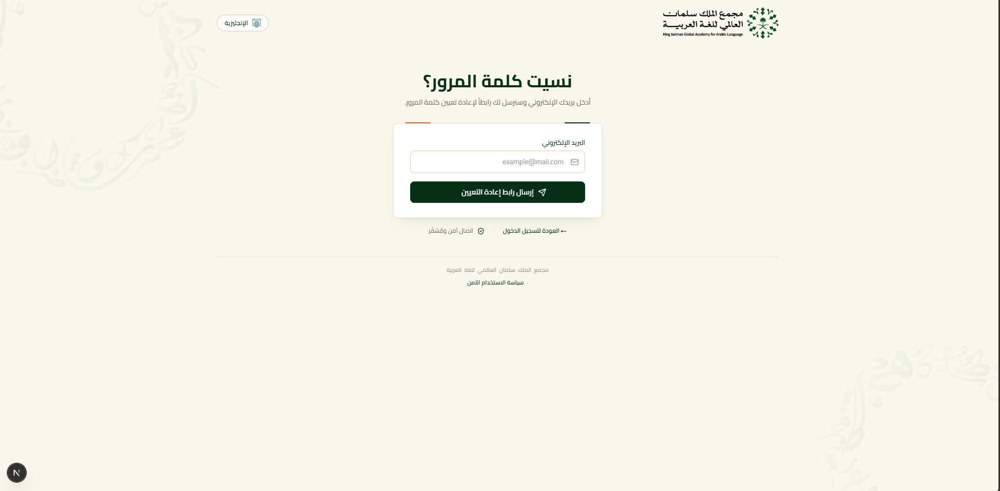 مجمع الملك سلمان
العالمي للغة العربية
King Salman Global Academy for Arabic Language
الإنجليزية
نسيت كلمة المرور؟
أدخل بريدك الإلكتروني وسنرسل لك رابطاً لإعادة تعيين كلمة المرور.
البريد الإلكتروني
example@mail.com
إرسال رابط إعادة التعيين
← العودة لتسجيل الدخول · اتصال آمن ومُشفّر
مجمع الملك سلمان العالمي للغة العربية
· سياسة الاستخدام الآمن
N